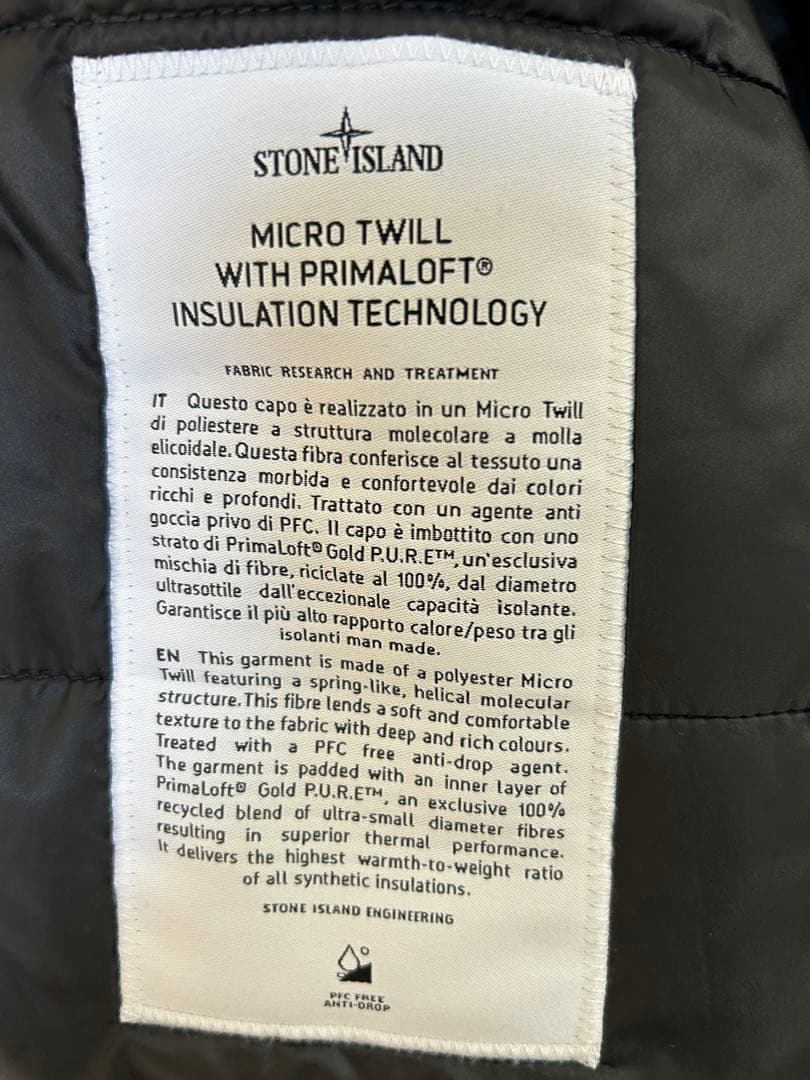 STONE ISLAND
MICRO TWILL
WITH PRIMALOFT®
INSULATION TECHNOLOGY
FABRIC RESEARCH AND TREATMENT
IT Questo capo è realizzato in un Micro Twill
di poliestere a struttura molecolare a molla
elicoidale. Questa fibra conferisce al tessuto una
consistenza morbida e confortevole dai colori
ricchi e profondi. Trattato con un agente anti
goccia privo di PFC. Il capo è imbottito con uno
strato di PrimaLoft® Gold P.U.R.E™, un'esclusiva
mischia di fibre, riciclate al 100%, dal diametro
ultrasottile dall'eccezionale capacità isolante.
Garantisce il più alto rapporto calore/peso tra gli
isolanti man made.
EN This garment is made of a polyester Micro
Twill featuring a spring-like, helical molecular
structure. This fibre lends a soft and comfortable
texture to the fabric with deep and rich colours.
Treated with a PFC free anti-drop agent.
The garment is padded with an inner layer of
PrimaLoft® Gold P.U.R.E™, an exclusive 100%
recycled blend of ultra-small diameter fibres
resulting in superior thermal performance.
It delivers the highest warmth-to-weight ratio
of all synthetic insulations.
STONE ISLAND ENGINEERING
PFC FREE
ANTI-DROP